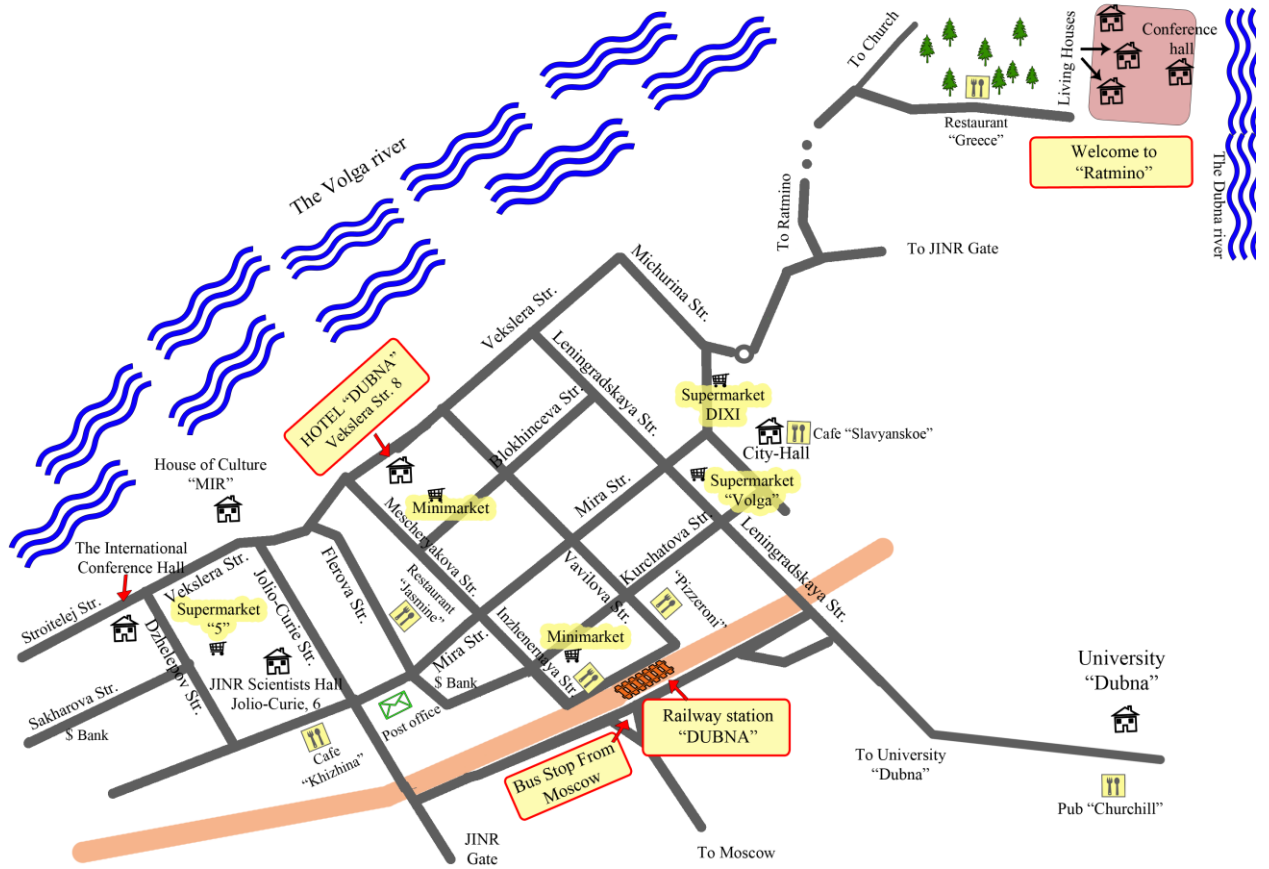 To Church
Living Houses
Conference
hall
Restaurant
“Greece”
Welcome to
“Ratmino”
The Dubna river
The Volga river
To Ratmino
To JINR Gate
Michurina Str.
Vekslera Str.
Leningradskaya Str.
HOTEL “DUBNA”
Vekslera Str. 8
Supermarket
DIXI
Cafe “Slavyanskoe”
City-Hall
Blokhinceva Str.
House of Culture
“MIR”
Minimarket
Mira Str.
Supermarket
“Volga”
Mescheryakova Str.
The International
Conference Hall
Vekslera Str.
Stroitelej Str.
Supermarket
“5”
Jolio-Curie Str.
Flerova Str.
Restaurant
“Jasmine”
Vavilova Str.
Kurchatova Str.
“Pizzeroni”
Leningradskaya Str.
Dzhelepov Str.
JINR Scientists Hall
Jolio-Curie, 6
Mira Str.
$ Bank
Inzhenernaya Str.
Minimarket
University
“Dubna”
Sakharova Str.
$ Bank
Cafe
“Khizhina”
Post office
Railway station
“DUBNA”
Bus Stop From
Moscow
To University
“Dubna”
Pub “Churchill”
JINR
Gate
To Moscow